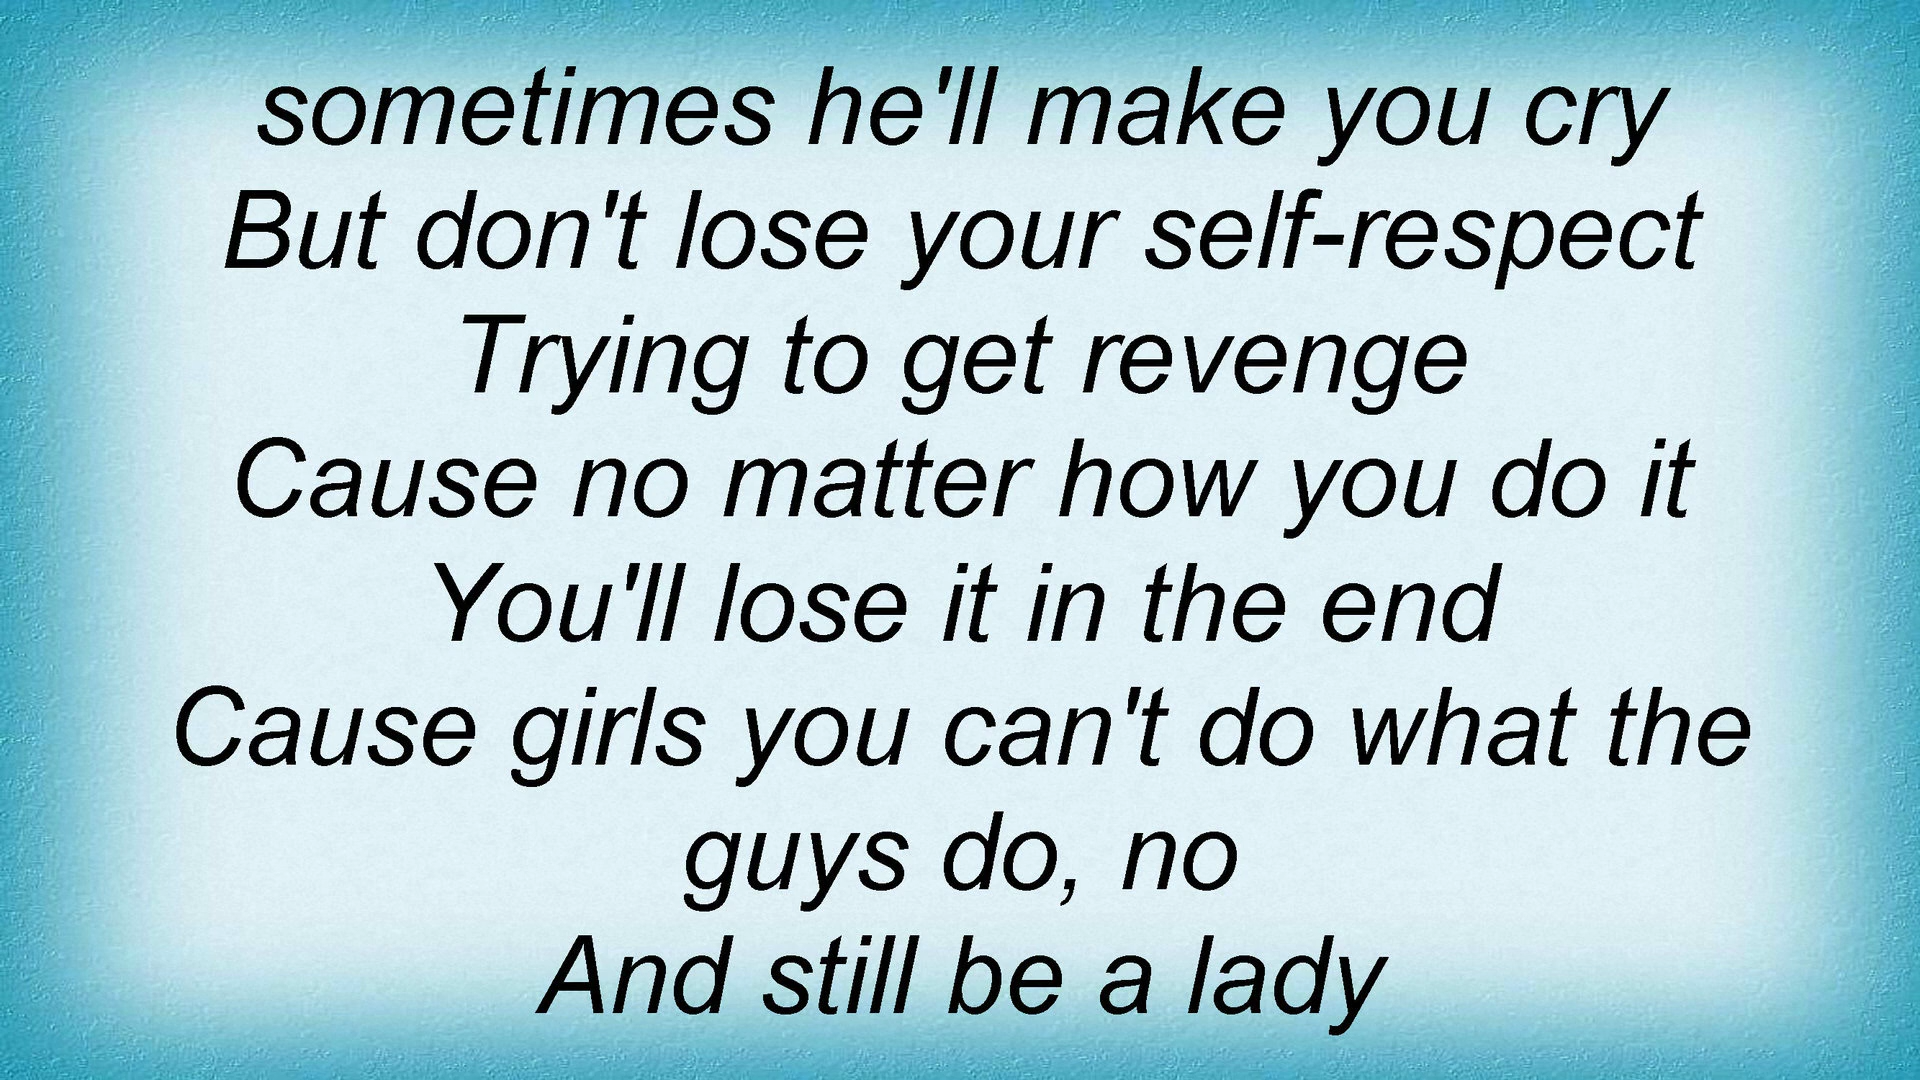 sometimes he'll make you cry
But don't lose your self-respect
Trying to get revenge
Cause no matter how you do it
You'll lose it in the end
Cause girls you can't do what the
guys do, no
And still be a lady